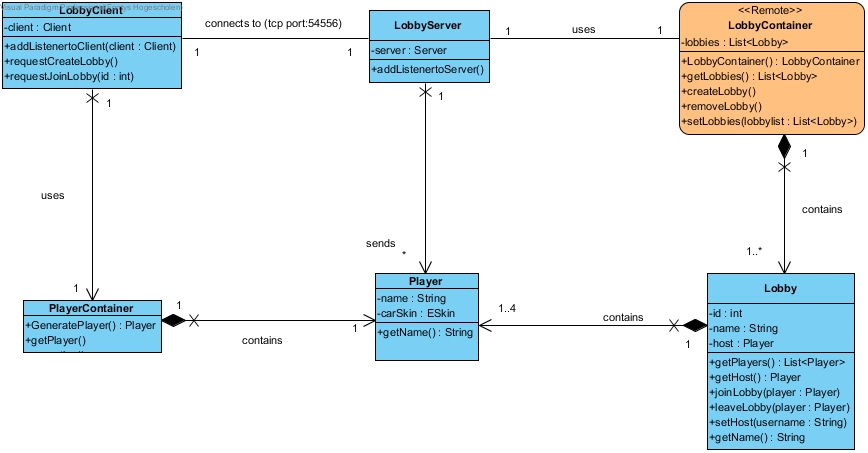 Visual Paradigm
Fontys Hogescholen
LobbyClient
-client : Client
+addListenertoClient(client : Client)
+requestCreateLobby()
+requestJoinLobby(id : int)
connects to (tcp port:54556)
1
1
LobbyServer
-server : Server
+addListenertoServer()
1
uses
1
<<Remote>>
LobbyContainer
-lobbies : List<Lobby>
+LobbyContainer() : LobbyContainer
+getLobbies() : List<Lobby>
+createLobby()
+removeLobby()
+setLobbies(lobbylist : List<Lobby>)
1
uses
1
1
sends
*
1
contains
1..*
PlayerContainer
+GeneratePlayer() : Player
+getPlayer()
1
contains
1
Player
-name : String
-carSkin : ESkin
+getName() : String
1..4
contains
1
Lobby
-id : int
-name : String
-host : Player
+getPlayers() : List<Player>
+getHost() : Player
+joinLobby(player : Player)
+leaveLobby(player : Player)
+setHost(username : String)
+getName() : String